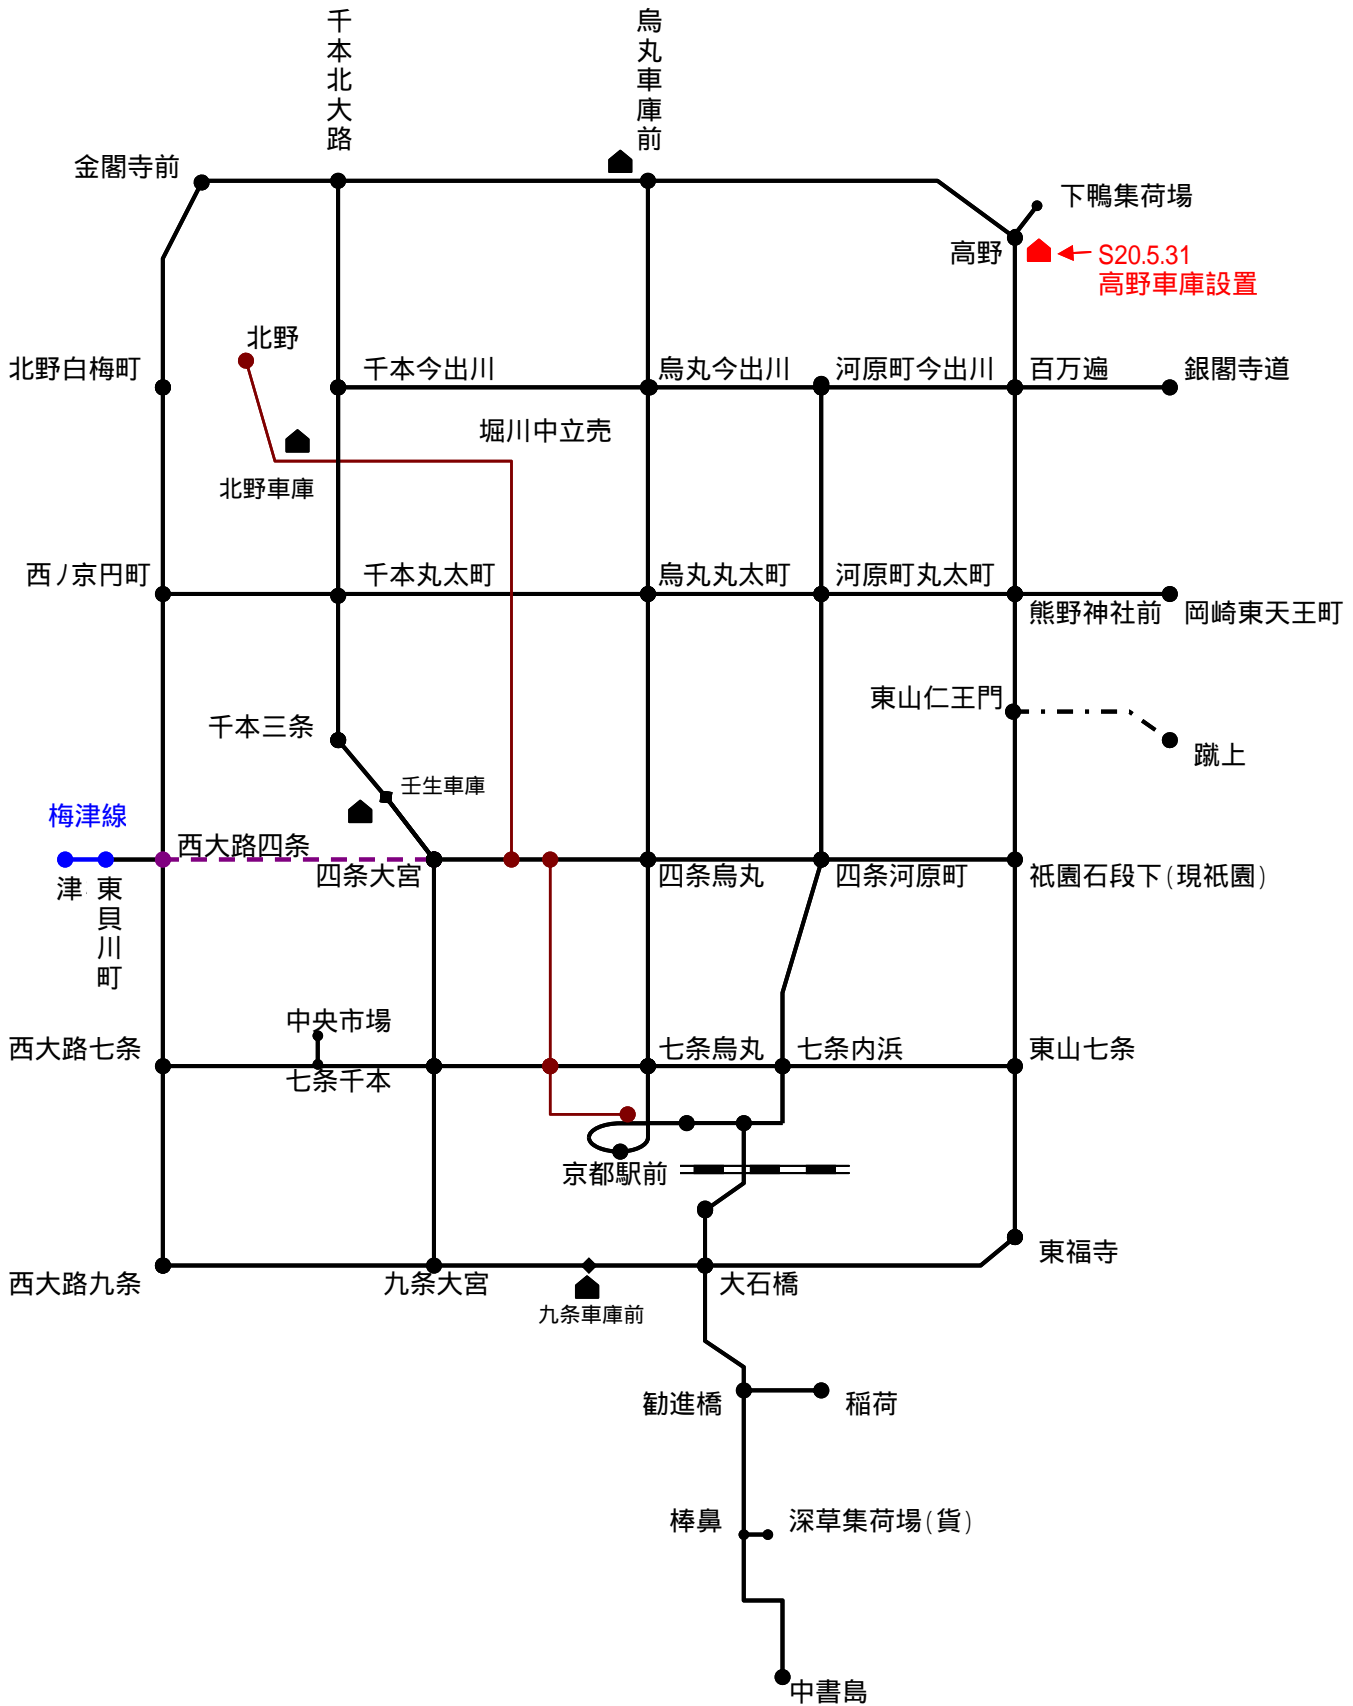 千本北大路
烏丸車庫前
金閣寺前
下鴨集荷場
高野
S20.5.31
高野車庫設置
北野
北野白梅町
千本今出川
烏丸今出川
河原町今出川
百万遍
銀閣寺道
堀川中立売
北野車庫
西ノ京円町
千本丸太町
烏丸丸太町
河原町丸太町
熊野神社前
岡崎東天王町
東山仁王門
千本三条
蹴上
壬生車庫
梅津線
西大路四条
津
東貝川町
四条大宮
四条烏丸
四条河原町
祇園石段下(現祇園)
中央市場
西大路七条
七条烏丸
七条内浜
東山七条
七条千本
京都駅前
東福寺
西大路九条
九条大宮
大石橋
九条車庫前
勧進橋
稲荷
棒鼻
深草集荷場(貨)
中書島